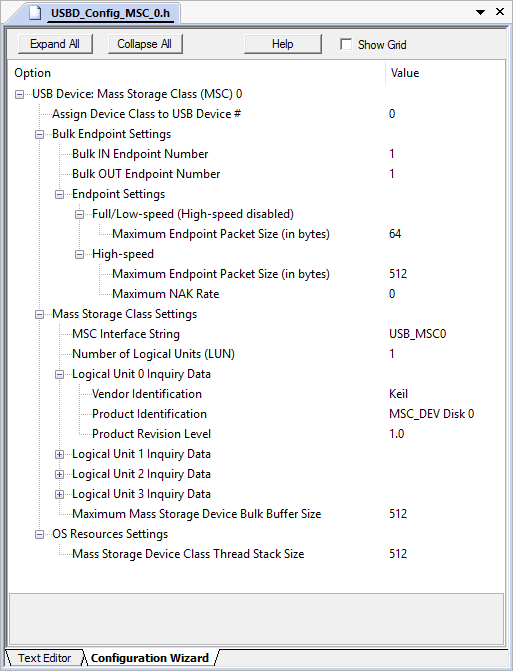 USBD_Config_MSC_0.h
Expand All Collapse All Help Show Grid
Option Value
USB Device: Mass Storage Class (MSC) 0
Assign Device Class to USB Device # 0
Bulk Endpoint Settings
Bulk IN Endpoint Number 1
Bulk OUT Endpoint Number 1
Endpoint Settings
Full/Low-speed (High-speed disabled)
Maximum Endpoint Packet Size (in bytes) 64
High-speed
Maximum Endpoint Packet Size (in bytes) 512
Maximum NAK Rate 0
Mass Storage Class Settings
MSC Interface String USB_MSC0
Number of Logical Units (LUN) 1
Logical Unit 0 Inquiry Data
Vendor Identification Keil
Product Identification MSC_DEV Disk 0
Product Revision Level 1.0
Logical Unit 1 Inquiry Data
Logical Unit 2 Inquiry Data
Logical Unit 3 Inquiry Data
Maximum Mass Storage Device Bulk Buffer Size 512
OS Resources Settings
Mass Storage Device Class Thread Stack Size 512
Text Editor Configuration Wizard